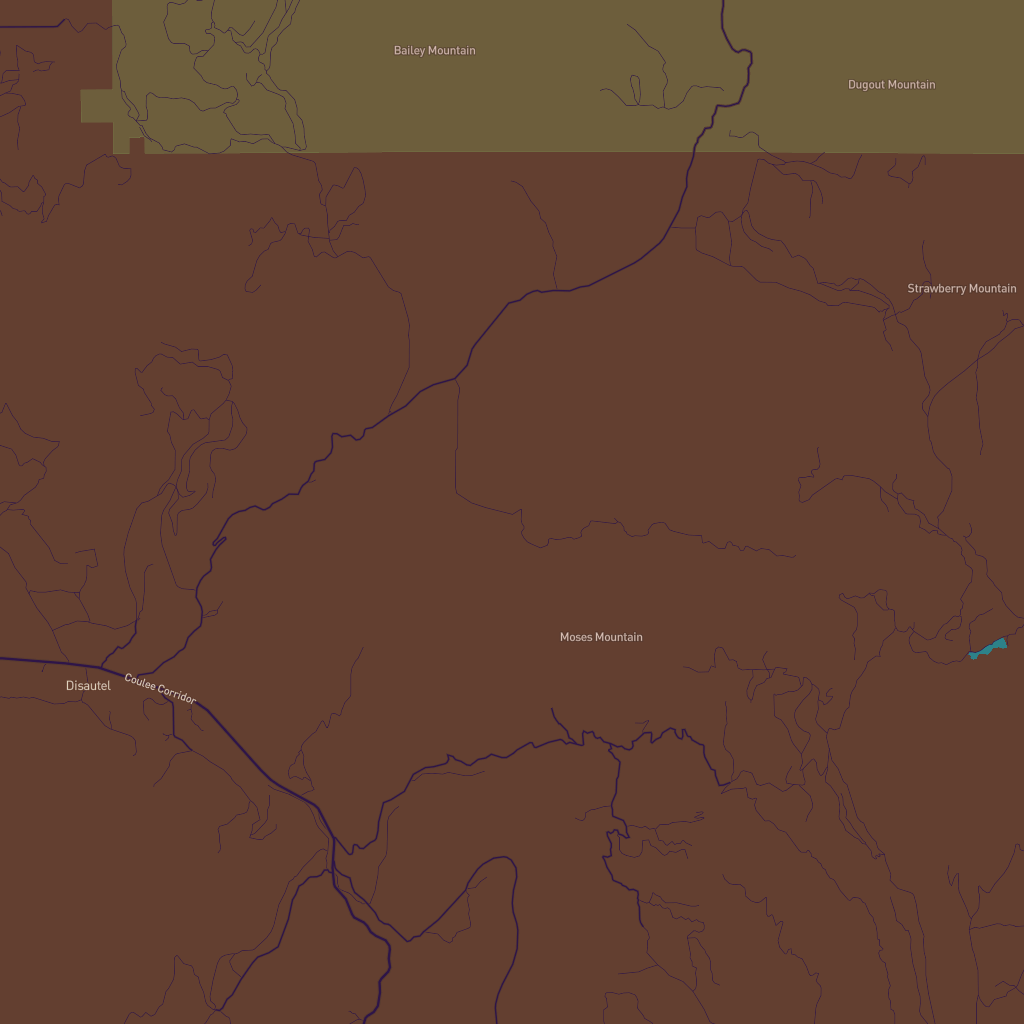 Bailey Mountain
Dugout Mountain
Strawberry Mountain
Moses Mountain
Disautel
Coulee Corridor